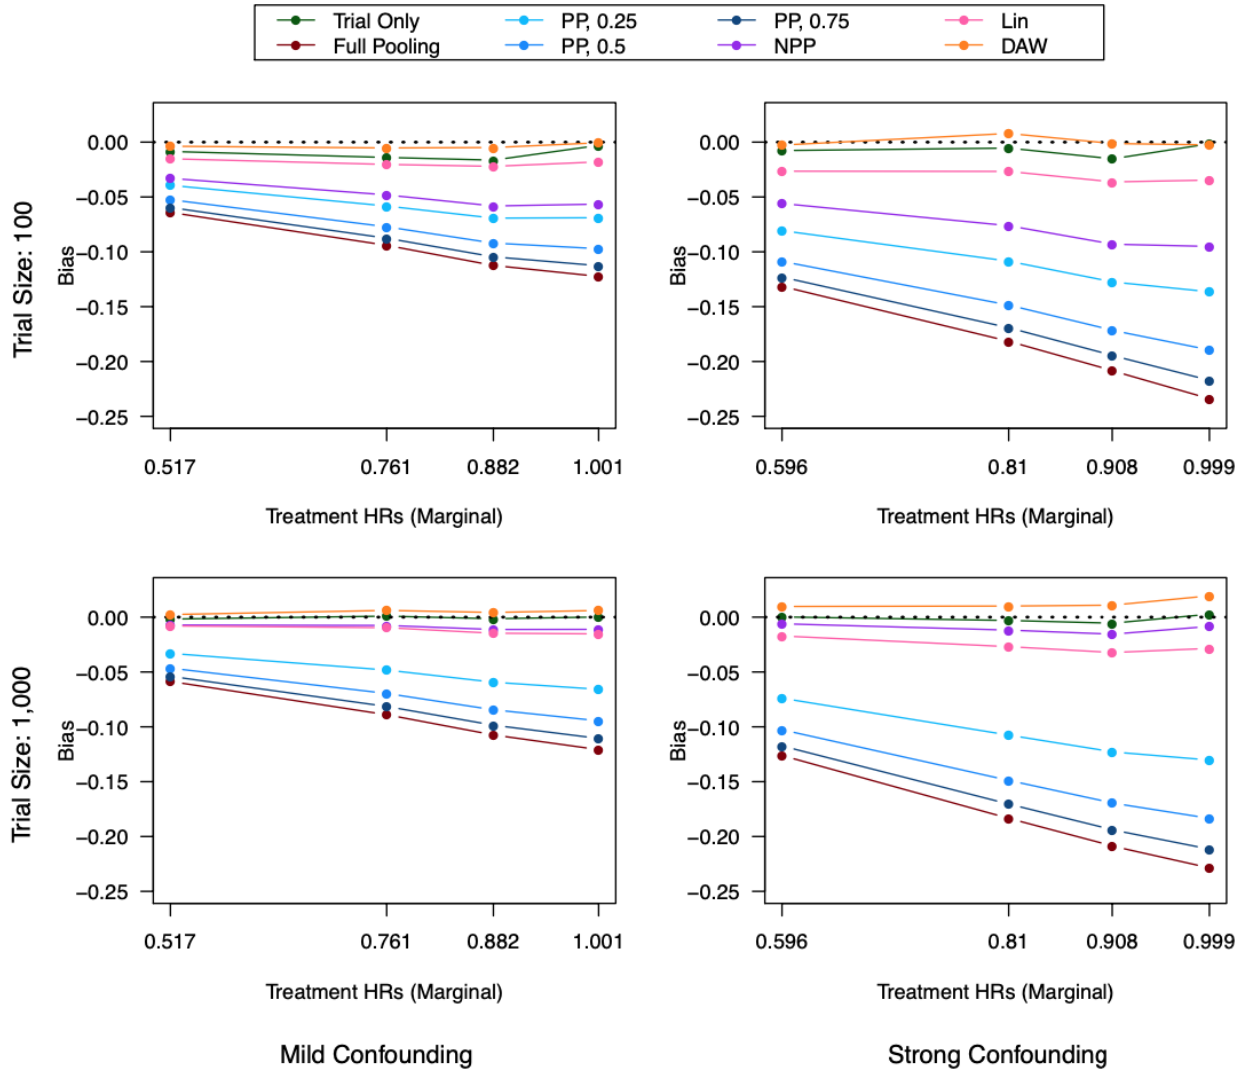 Trial Only PP, 0.25 PP, 0.75 Lin
Full Pooling PP, 0.5 NPP DAW
Trial Size: 100
Bias
0.00
−0.05
−0.10
−0.15
−0.20
−0.25
0.517 0.761 0.882 1.001
Treatment HRs (Marginal)
Bias
0.00
−0.05
−0.10
−0.15
−0.20
−0.25
0.596 0.81 0.908 0.999
Treatment HRs (Marginal)
Trial Size: 1,000
Bias
0.00
−0.05
−0.10
−0.15
−0.20
−0.25
0.517 0.761 0.882 1.001
Treatment HRs (Marginal)
Bias
0.00
−0.05
−0.10
−0.15
−0.20
−0.25
0.596 0.81 0.908 0.999
Treatment HRs (Marginal)
Mild Confounding
Strong Confounding